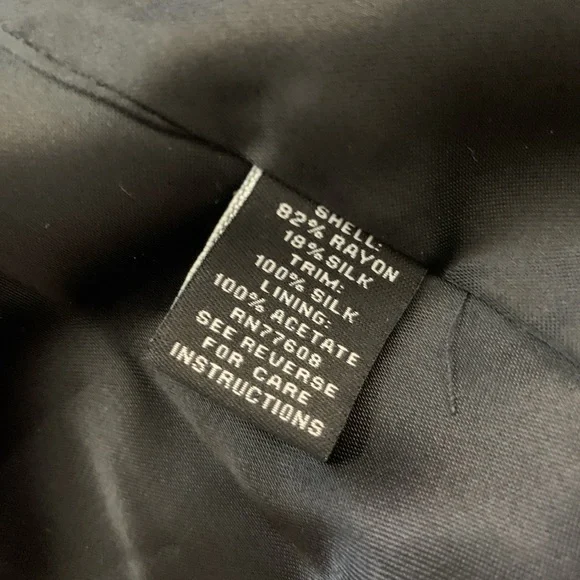 SHELL:
82% RAYON
18% SILK
TRIM:
100% SILK
LINING:
100% ACETATE
RN77608
SEE REVERSE
FOR CARE
INSTRUCTIONS